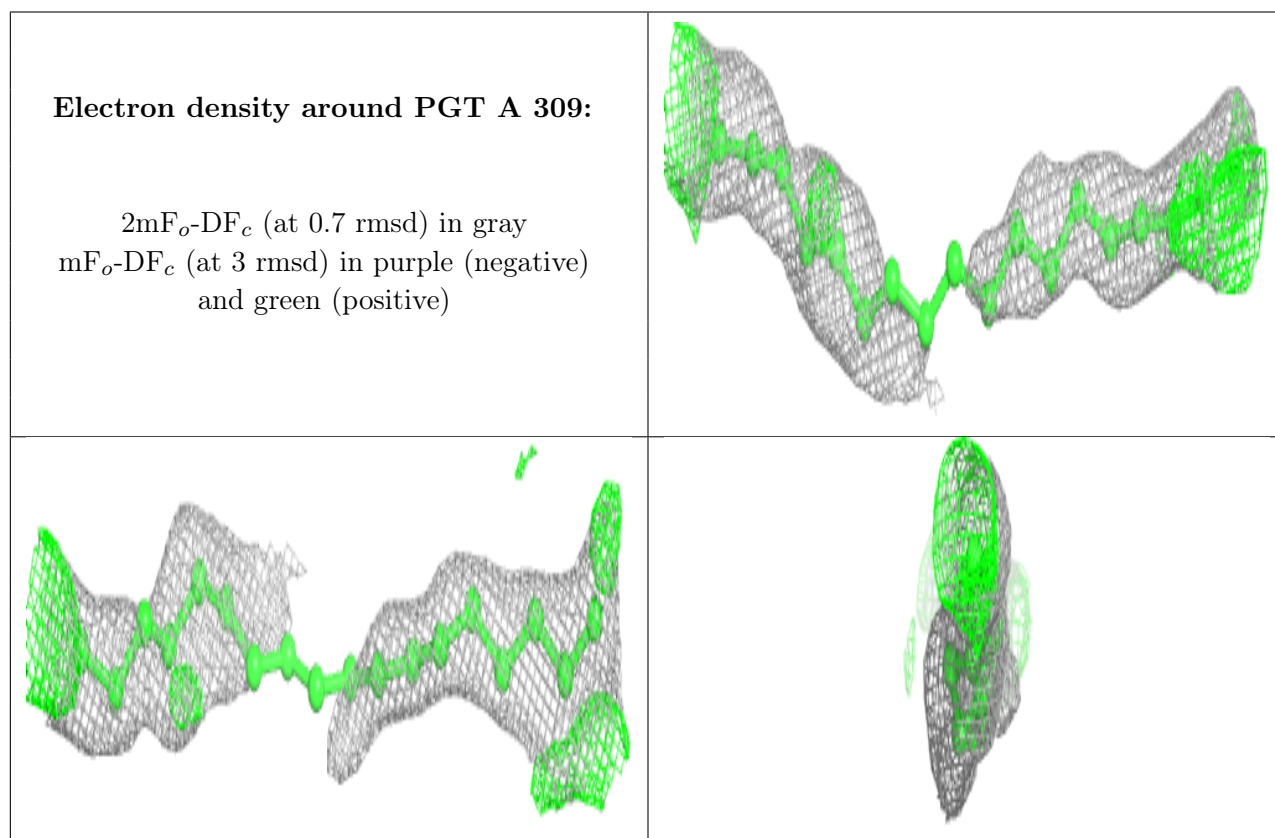 Electron density around PGT A 309:
2mFo-DFc (at 0.7 rmsd) in gray
mFo-DFc (at 3 rmsd) in purple (negative)
and green (positive)